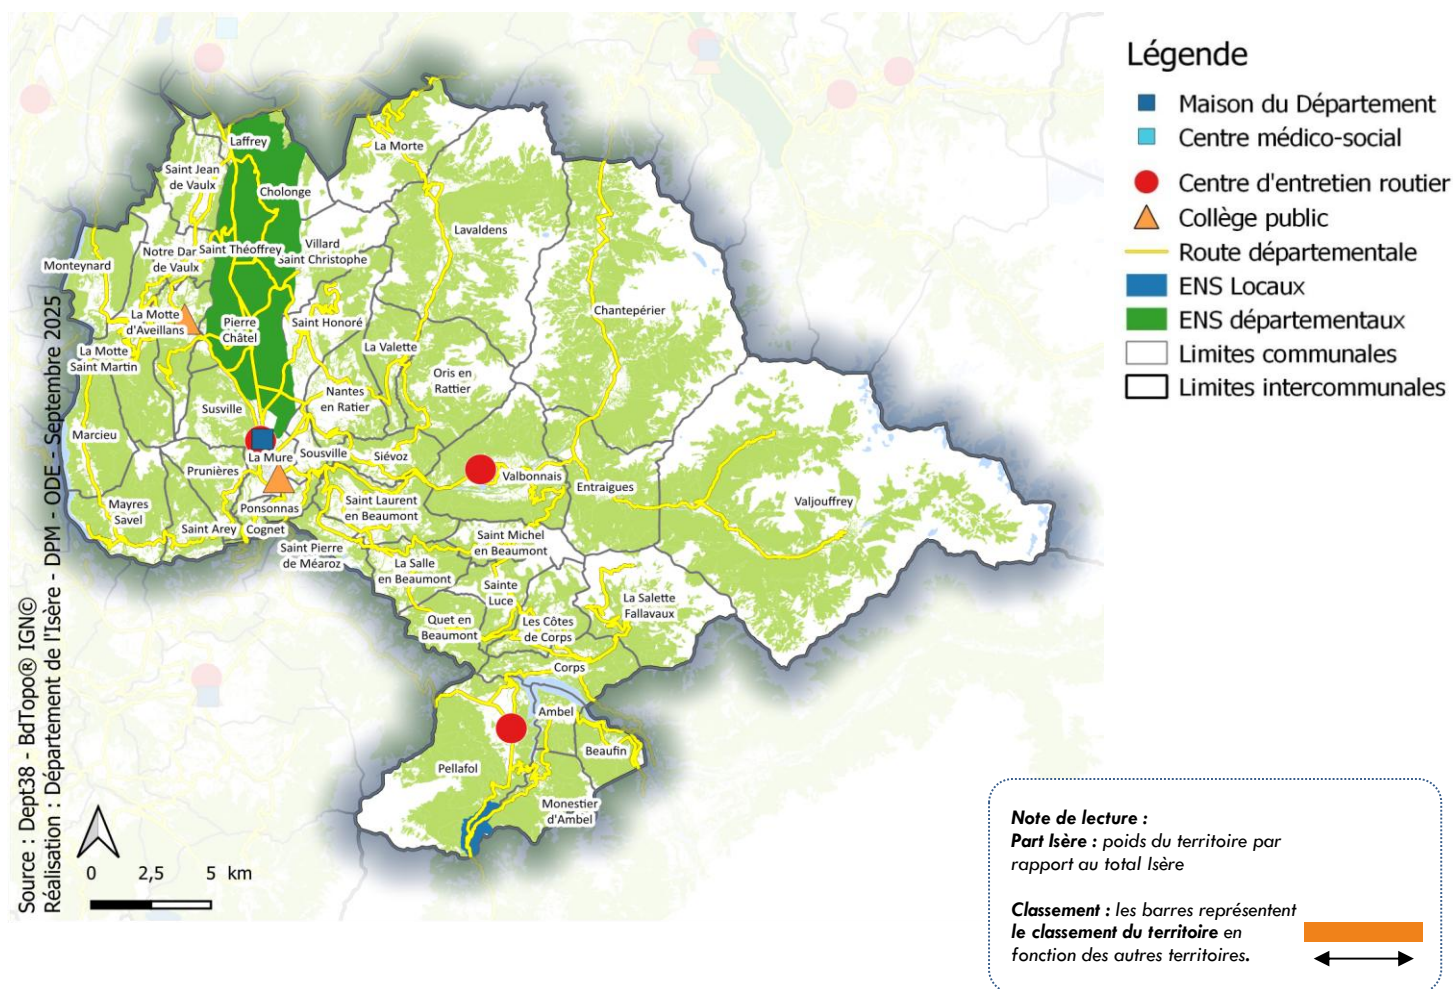 Laffrey
La Morte
Saint Jean
de Vaulx
Cholonge
Lavaldens
Notre Dar
de Vaulx
Saint Théoffrey
Villard
Saint Christophe
Monteynard
Chantepérier
La Motte
d'Aveillans
Pierre
Châtel
Saint Honoré
La Valette
La Motte
Saint Martin
Oris en
Rattier
Nantes
en Ratier
Susville
Marcieu
La Mure
Sousville
Siévoz
Prunières
Valbonnais
Entraigues
Valjouffrey
Mayres
Savel
Ponsonnas
Saint Laurent
en Beaumont
Saint Arey
Cognet
Saint Michel
en Beaumont
Saint Pierre
de Méaroz
La Salle
en Beaumont
Sainte
Luce
La Salette
Fallavaux
Quet en
Beaumont
Les Côtes
de Corps
Corps
Ambel
Beaufin
Pellafol
Monestier
d'Ambel
0 2,5 5 km
Source : Dept38 - BdTopo® IGN©
Réalisation : Département de l'Isère - DPM - ODE - Septembre 2025
Légende
Maison du Département
Centre médico-social
Centre d'entretien routier
Collège public
Route départementale
ENS Locaux
ENS départementaux
Limites communales
Limites intercommunales
Note de lecture :
Part Isère : poids du territoire par
rapport au total Isère
Classement : les barres représentent
le classement du territoire en
fonction des autres territoires.